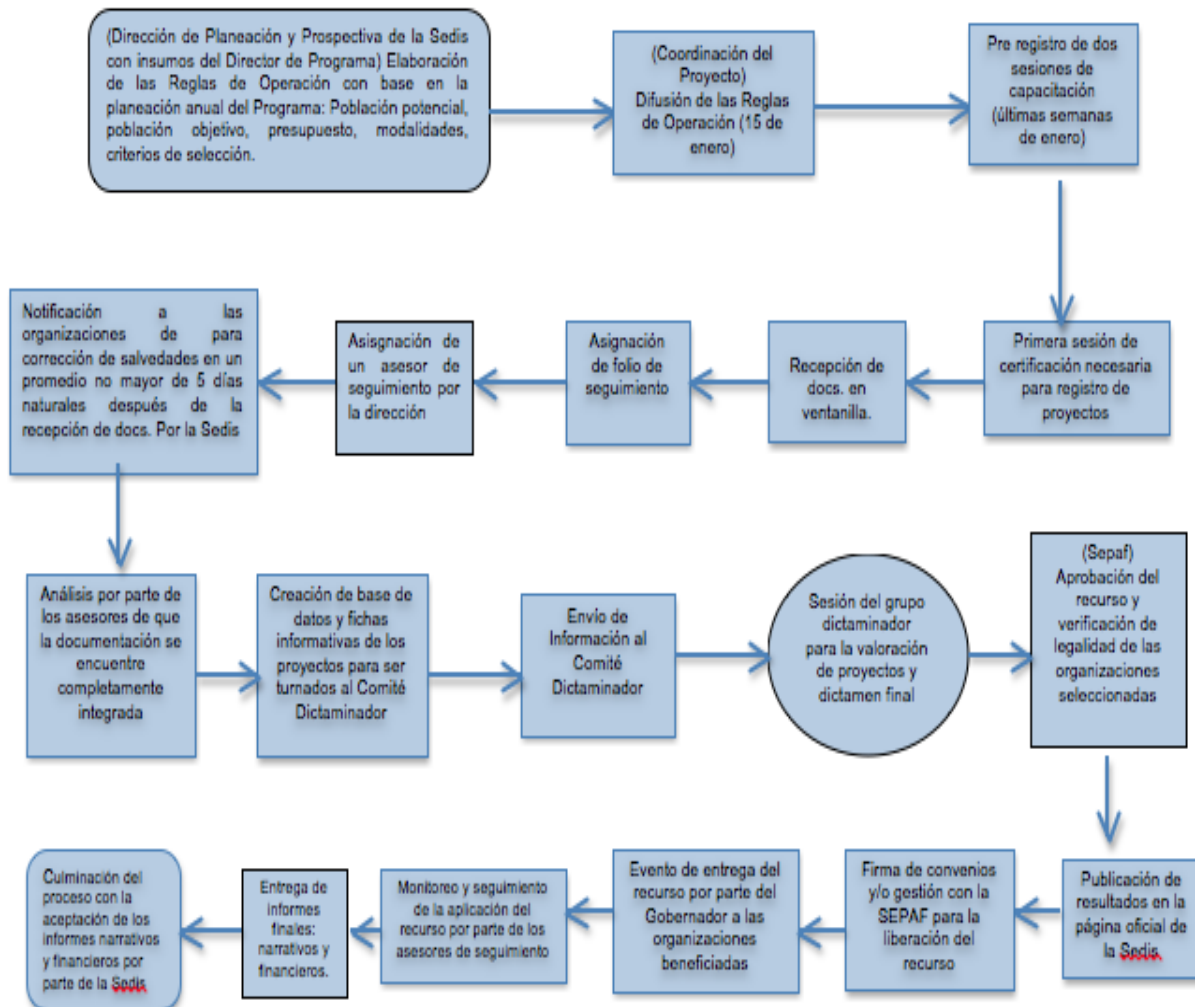 (Dirección de Planeación y Prospectiva de la Sedis
con insumos del Director de Programa) Elaboración
de las Reglas de Operación con base en la
planeación anual del Programa: Población potencial,
población objetivo, presupuesto, modalidades,
criterios de selección.
(Coordinación del
Proyecto)
Difusión de las Reglas
de Operación (15 de
enero)
Pre registro de dos
sesiones de
capacitación
(últimas semanas
de enero)
Primera sesión de
certificación necesaria
para registro de
proyectos
Recepción de
docs. en
ventanilla.
Asignación
de folio de
seguimiento
Asisgnación de
un asesor de
seguimiento por
la dirección
Notificación a las
organizaciones de para
corrección de salvedades en un
promedio no mayor de 5 días
naturales después de la
recepción de docs. Por la Sedis
Análisis por parte de
los asesores de que la
documentación se
encuentre
completamente
integrada
Creación de base de
datos y fichas
informativas de los
proyectos para ser
turnados al Comité
Dictaminador
Envío de
Información al
Comité
Dictaminador
Sesión del grupo
dictaminador
para la valoración
de proyectos y
dictamen final
(Sepaf)
Aprobación del
recurso y
verificación de
legalidad de las
organizaciones
seleccionadas
Publicación de
resultados en la
página oficial de
la Sedis.
Firma de convenios
y/o gestión con la
SEPAF para la
liberación del
recurso
Evento de entrega del
recurso por parte del
Gobernador a las
organizaciones
beneficiadas
Monitoreo y seguimiento
de la aplicación del
recurso por parte de los
asesores de seguimiento
Entrega de
informes
finales:
narrativos y
financieros.
Culminación del
proceso con la
aceptación de los
informes narrativos
y financieros por
parte de la Sedis